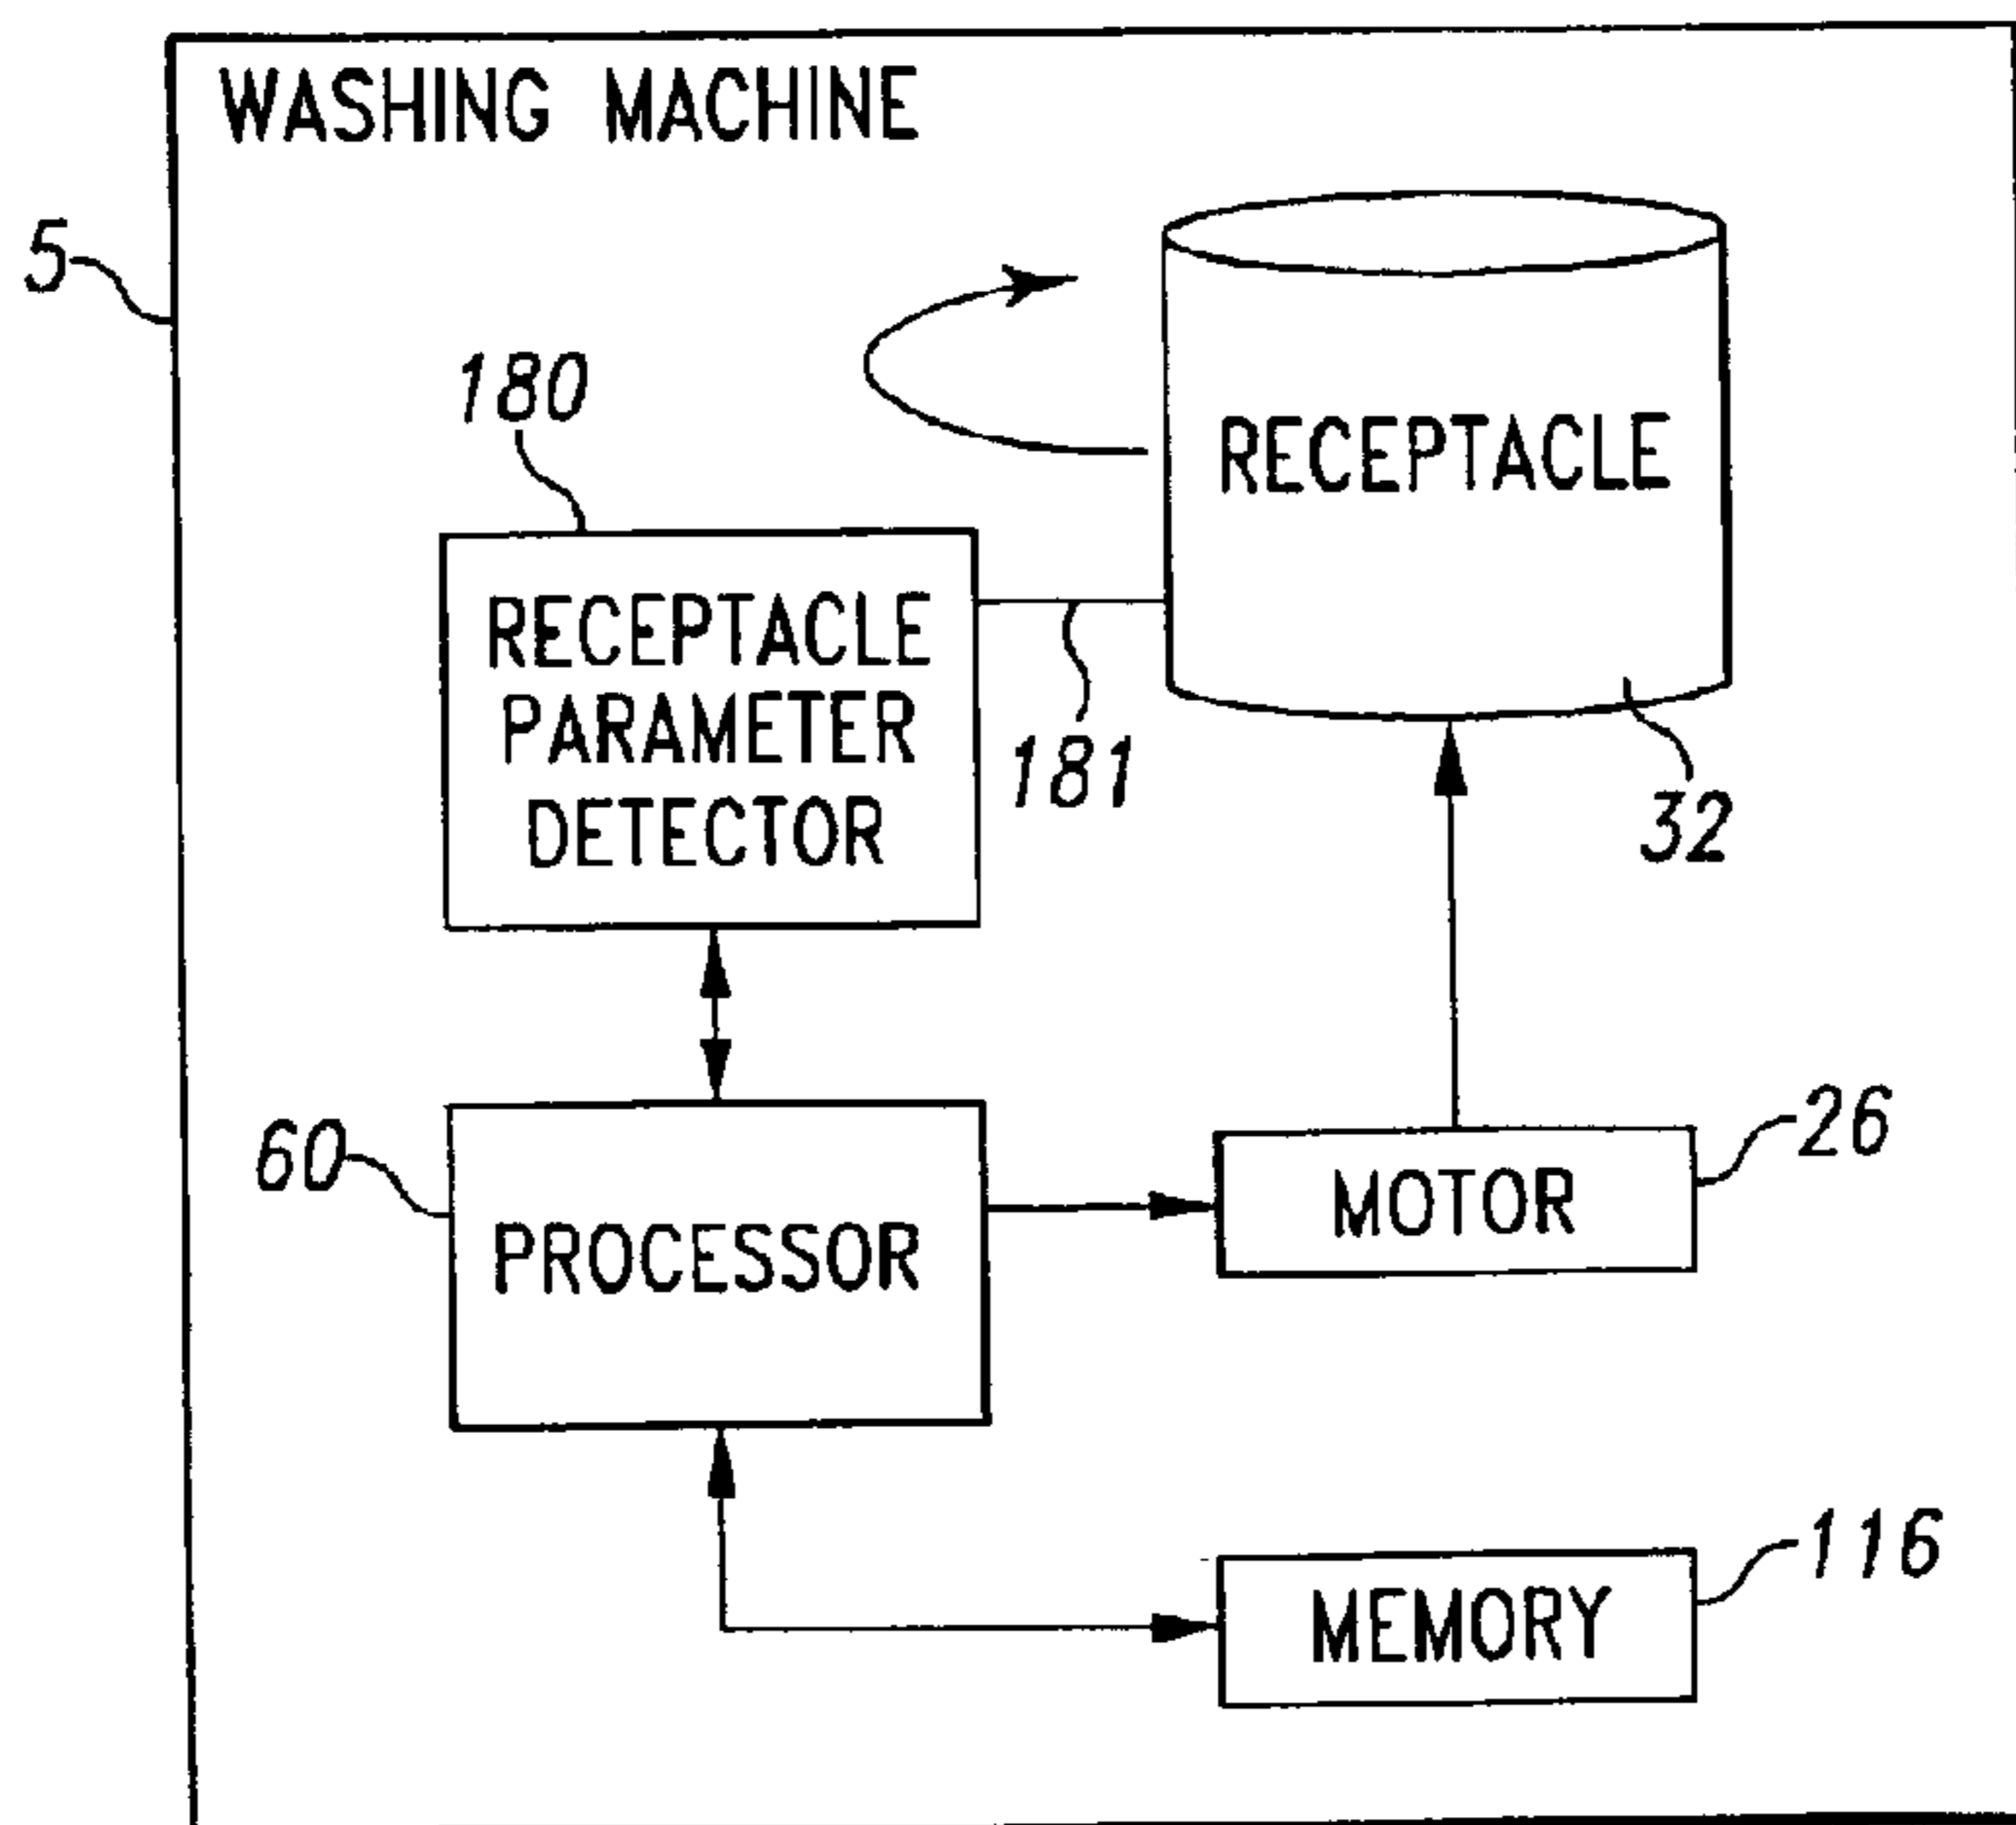 WASHING MACHINE
5
180
RECEPTACLE
RECEPTACLE
PARAMETER
DETECTOR
181
32
60
PROCESSOR
MOTOR
26
MEMORY
116